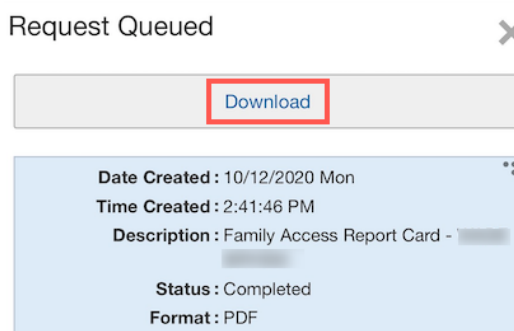 Request Queued
Download
Date Created : 10/12/2020 Mon
Time Created : 2:41:46 PM
Description : Family Access Report Card -
Status : Completed
Format : PDF